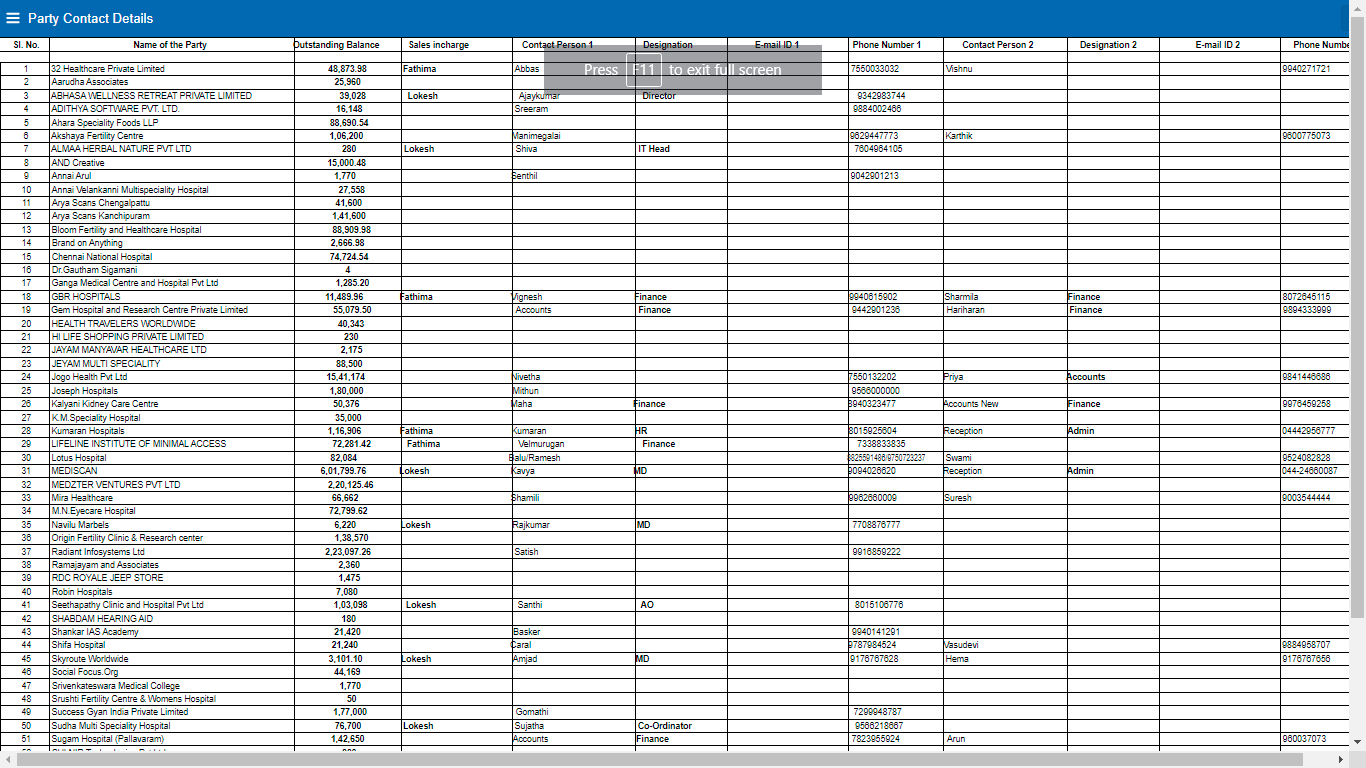 Party Contact Details
Sl. No. Name of the Party Outstanding Balance Sales incharge Contact Person 1 Designation E-mail ID 1 Phone Number 1 Contact Person 2 Designation 2 E-mail ID 2 Phone Numbe
Press F11 to exit full screen
1 32 Healthcare Private Limited 48,873.98 Fathima Abbas 7550033032 Vishnu 9940271721
2 Aarudha Associates 25,960
3 ABHASA WELLNESS RETREAT PRIVATE LIMITED 39,028 Lokesh Ajaykumar Director 9342983744
4 ADITHYA SOFTWARE PVT. LTD. 16,148 Sreeram 9884002466
5 Ahara Speciality Foods LLP 88,690.54
6 Akshaya Fertility Centre 1,06,200 Manimegalai 9629447773 Karthik 9600775073
7 ALMAA HERBAL NATURE PVT LTD 280 Lokesh Shiva IT Head 7604964105
8 AND Creative 15,000.48
9 Annai Arul 1,770 Senthil 9042901213
10 Annai Velankanni Multispeciality Hospital 27,558
11 Arya Scans Chengalpattu 41,600
12 Arya Scans Kanchipuram 1,41,600
13 Bloom Fertility and Healthcare Hospital 88,909.98
14 Brand on Anything 2,666.98
15 Chennai National Hospital 74,724.54
16 Dr.Gautham Sigamani 4
17 Ganga Medical Centre and Hospital Pvt Ltd 1,285.20
18 GBR HOSPITALS 11,489.96 Fathima Vignesh Finance 9940615902 Sharmila Finance 8072645115
19 Gem Hospital and Research Centre Private Limited 55,079.50 Accounts Finance 9442901236 Hariharan Finance 9894333999
20 HEALTH TRAVELERS WORLDWIDE 40,343
21 HI LIFE SHOPPING PRIVATE LIMITED 230
22 JAYAM MANYAVAR HEALTHCARE LTD 2,175
23 JEYAM MULTI SPECIALITY 88,500
24 Jogo Health Pvt Ltd 15,41,174 Nivetha 7550132202 Priya Accounts 9841446686
25 Joseph Hospitals 1,80,000 Mithun 9566000000
26 Kalyani Kidney Care Centre 50,376 Maha Finance 8940323477 Accounts New Finance 9976459258
27 K.M.Speciality Hospital 35,000
28 Kumaran Hospitals 1,16,906 Fathima Kumaran HR 8015925604 Reception Admin 04442956777
29 LIFELINE INSTITUTE OF MINIMAL ACCESS 72,281.42 Fathima Velmurugan Finance 7338833835
30 Lotus Hospital 82,084 Balu/Ramesh 8825591486/9750723237 Swami 9524082828
31 MEDISCAN 6,01,799.76 Lokesh Kavya MD 9094026620 Reception Admin 044-24660087
32 MEDZTER VENTURES PVT LTD 2,20,125.46
33 Mira Healthcare 66,662 Shamili 9962660009 Suresh 9003544444
34 M.N.Eyecare Hospital 72,799.62
35 Navilu Marbels 6,220 Lokesh Rajkumar MD 7708876777
36 Origin Fertility Clinic & Research center 1,38,570
37 Radiant Infosystems Ltd 2,23,097.26 Satish 9916859222
38 Ramajayam and Associates 2,360
39 RDC ROYALE JEEP STORE 1,475
40 Robin Hospitals 7,080
41 Seethapathy Clinic and Hospital Pvt Ltd 1,03,098 Lokesh Santhi AO 8015106776
42 SHABDAM HEARING AID 180
43 Shankar IAS Academy 21,420 Basker 9940141291
44 Shifa Hospital 21,240 Caral 9787984524 Vasudevi 9884958707
45 Skyroute Worldwide 3,101.10 Lokesh Amjad MD 9176767628 Hema 9176767656
46 Social Focus.Org 44,169
47 Srivenkateswara Medical College 1,770
48 Srushti Fertility Centre & Womens Hospital 50
49 Success Gyan India Private Limited 1,77,000 Gomathi 7299948787
50 Sudha Multi Speciality Hospital 76,700 Lokesh Sujatha Co-Ordinator 9566218667
51 Sugam Hospital (Pallavaram) 1,42,650 Accounts Finance 7823955924 Arun 960037073